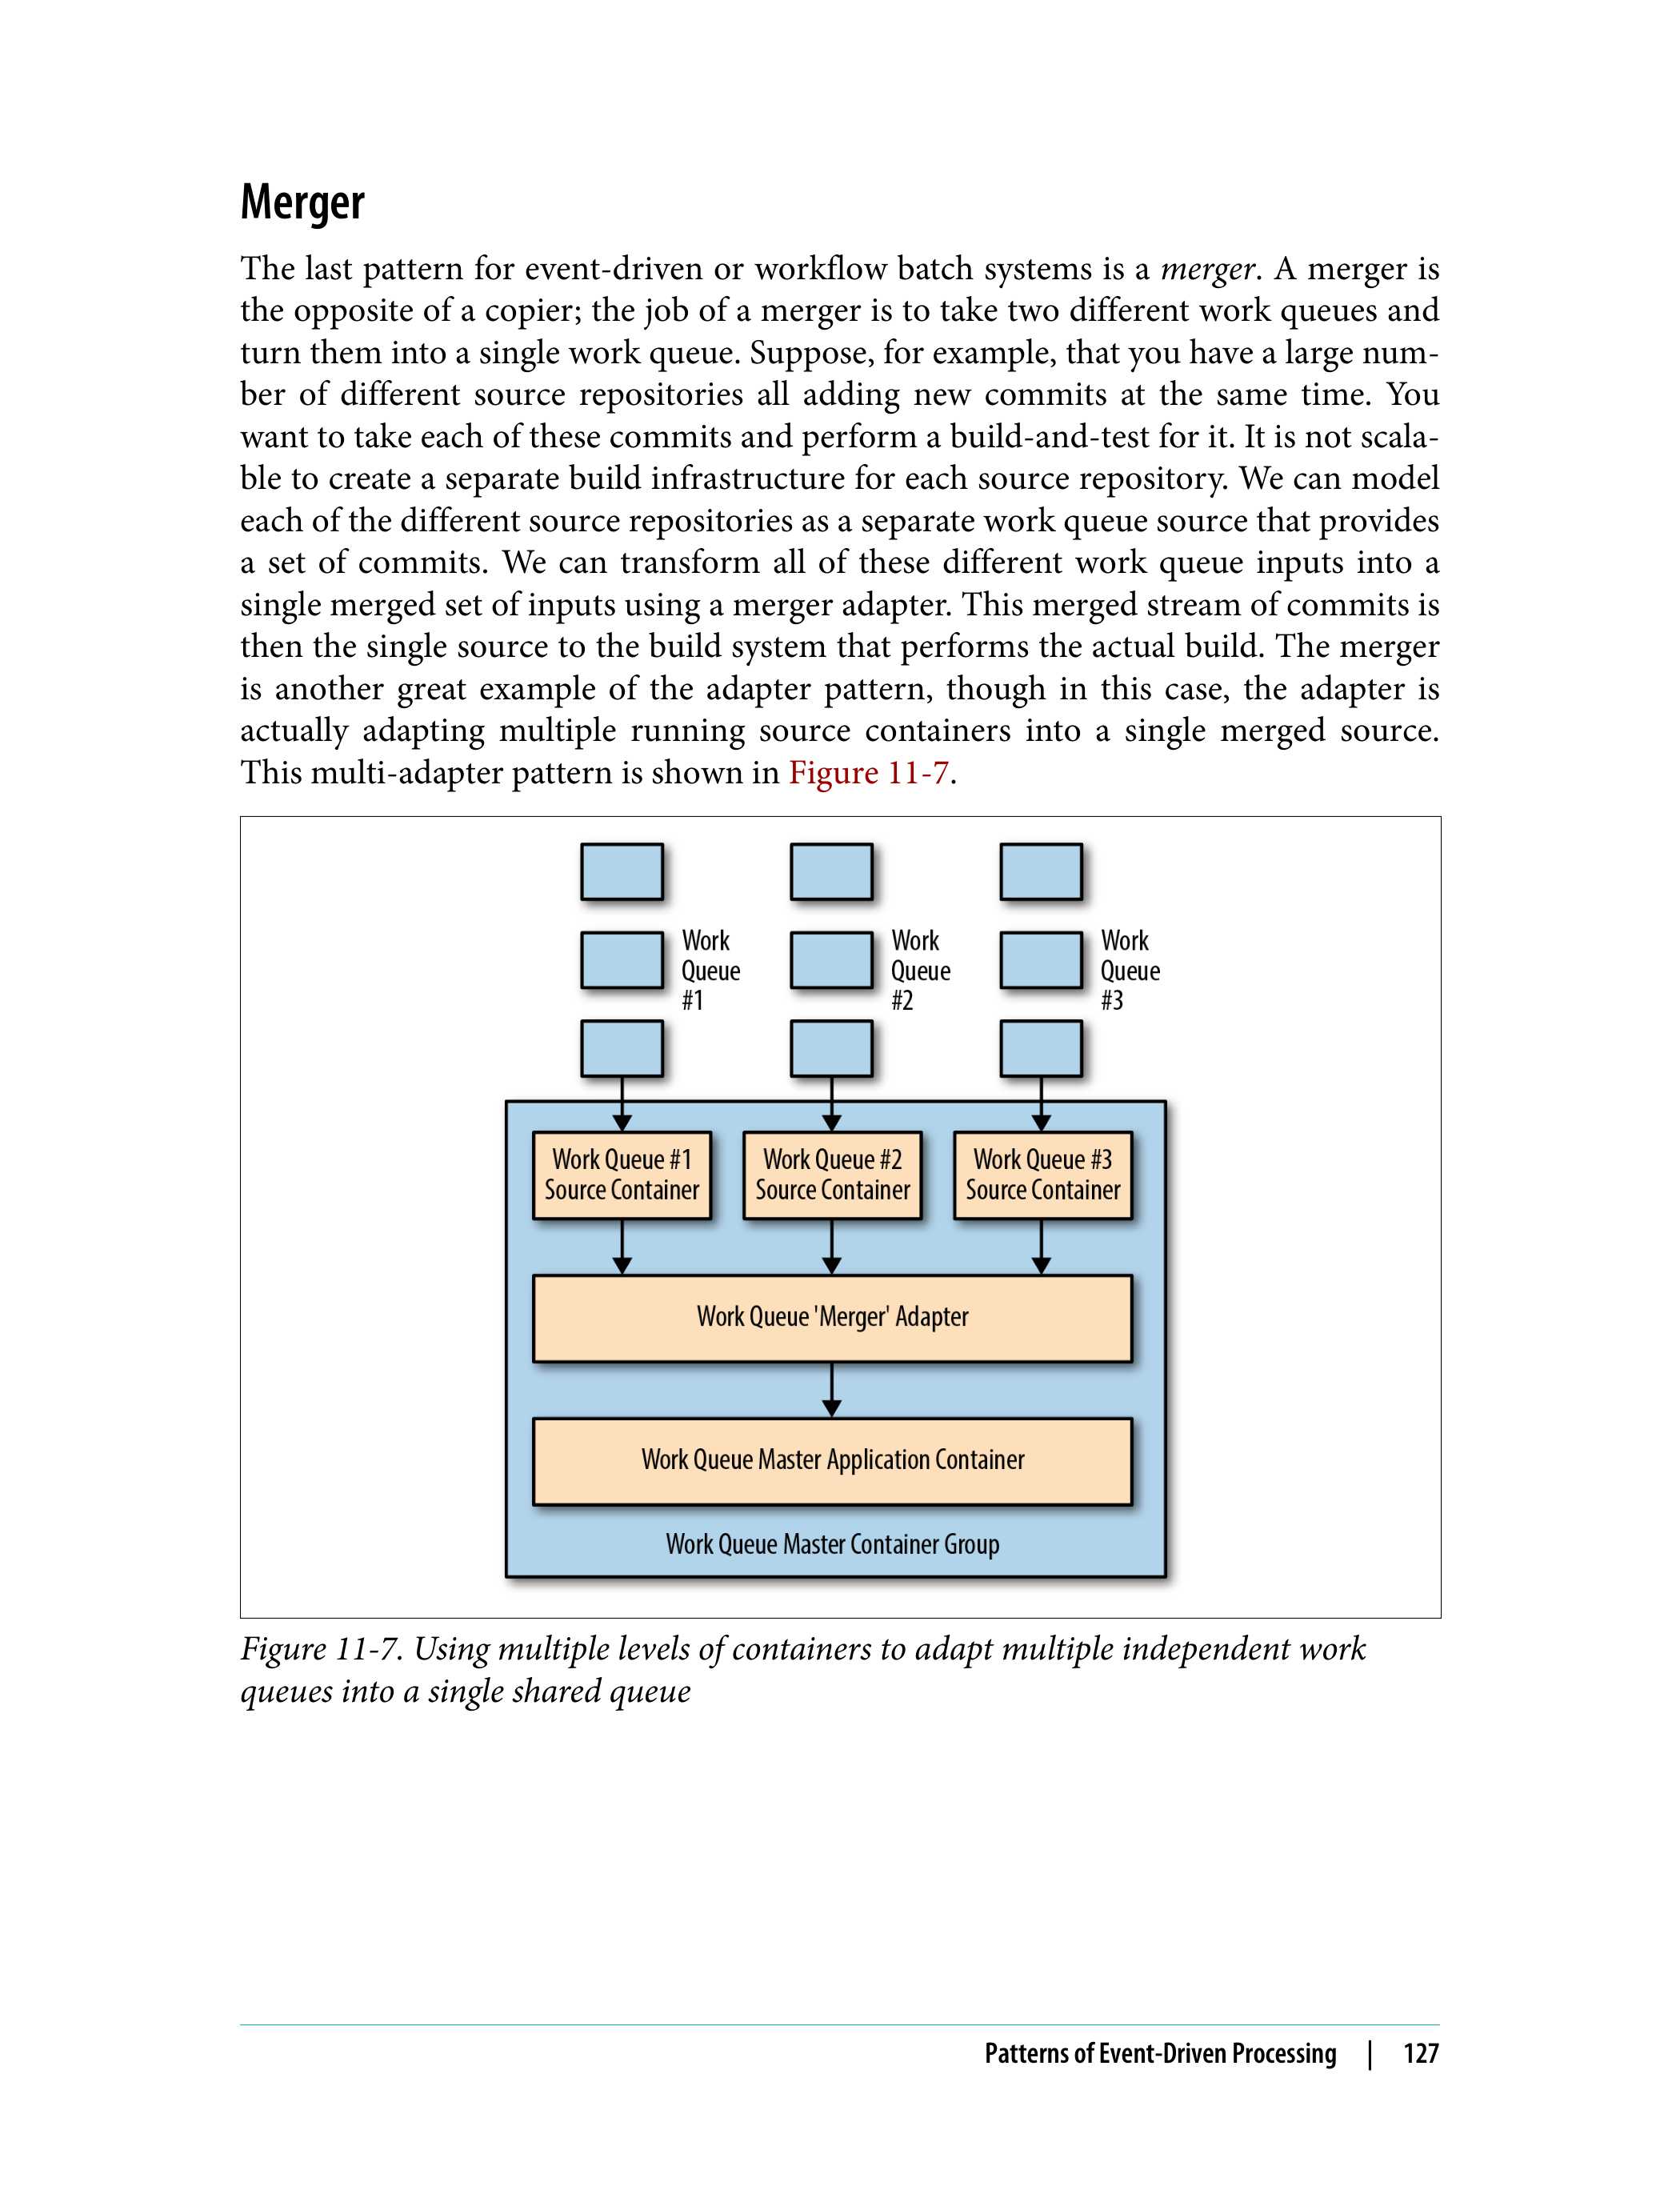 Merger
The last pattern for event-driven or workflow batch systems is a merger. A merger is
the opposite of a copier; the job of a merger is to take two different work queues and
turn them into a single work queue. Suppose, for example, that you have a large num-
ber of different source repositories all adding new commits at the same time. You
want to take each of these commits and perform a build-and-test for it. It is not scala-
ble to create a separate build infrastructure for each source repository. We can model
each of the different source repositories as a separate work queue source that provides
a set of commits. We can transform all of these different work queue inputs into a
single merged set of inputs using a merger adapter. This merged stream of commits is
then the single source to the build system that performs the actual build. The merger
is another great example of the adapter pattern, though in this case, the adapter is
actually adapting multiple running source containers into a single merged source.
This multi-adapter pattern is shown in Figure 11-7.
Work
Queue
#1
Work
Queue
#2
Work
Queue
#3
Work Queue #1
Source Container
Work Queue #2
Source Container
Work Queue #3
Source Container
Work Queue 'Merger' Adapter
Work Queue Master Application Container
Work Queue Master Container Group
Figure 11-7. Using multiple levels of containers to adapt multiple independent work
queues into a single shared queue
Patterns of Event-Driven Processing | 127